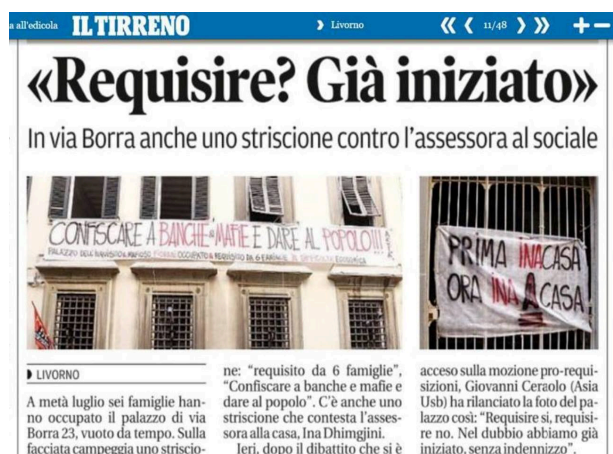 a all'edicola IL TIRRENO Livorno 11/48
«Requisire? Già iniziato»
In via Borra anche uno striscione contro l'assessora al sociale
CONFISCARE A BANCHE E MAFIE E DARE AL POPOLO!!!
PRIMA INACASA
ORA INA A CASA
LIVORNO
A metà luglio sei famiglie han-
no occupato il palazzo di via
Borra 23, vuoto da tempo. Sulla
facciata campeggia uno striscio-
ne: “requisito da 6 famiglie”,
“Confiscare a banche e mafie e
dare al popolo”. C'è anche uno
striscione che contesta l'asses-
sora alla casa, Ina Dhimgjini.
Ieri, dopo il dibattito che si è
acceso sulla mozione pro-requi-
sizioni, Giovanni Ceraolo (Asia
Usb) ha rilanciato la foto del pa-
lazzo così: “Requisire si, requisi-
re no. Nel dubbio abbiamo già
iniziato, senza indennizzo”.